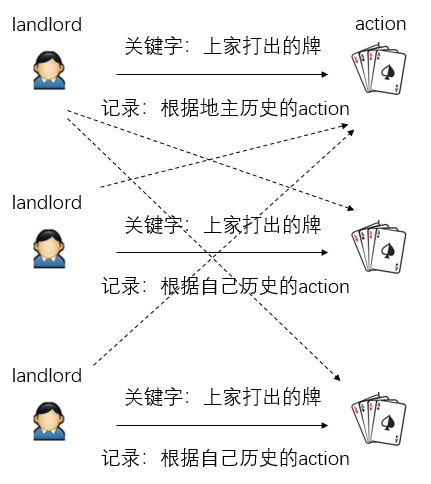 landlord
action
关键字：上家打出的牌
记录：根据地主历史的action
landlord
关键字：上家打出的牌
记录：根据自己历史的action
landlord
关键字：上家打出的牌
记录：根据自己历史的action